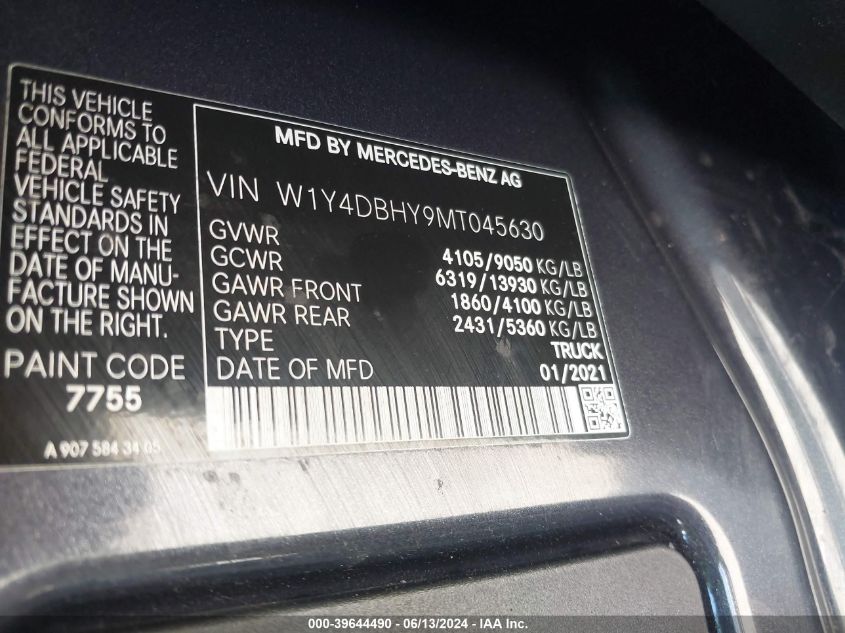 THIS VEHICLE
CONFORMS TO
ALL APPLICABLE
FEDERAL
VEHICLE SAFETY
STANDARDS IN
EFFECT ON THE
DATE OF MANU-
FACTURE SHOWN
ON THE RIGHT.
PAINT CODE
7755
A 907 584 34 05
MFD BY MERCEDES-BENZ AG
VIN W1Y4DBHY9MT045630
GVWR 4105/9050 KG/LB
GCWR 6319/13930 KG/LB
GAWR FRONT 1860/4100 KG/LB
GAWR REAR 2431/5360 KG/LB
TYPE TRUCK
DATE OF MFD 01/2021
000-39644490 - 06/13/2024 - IAA Inc.